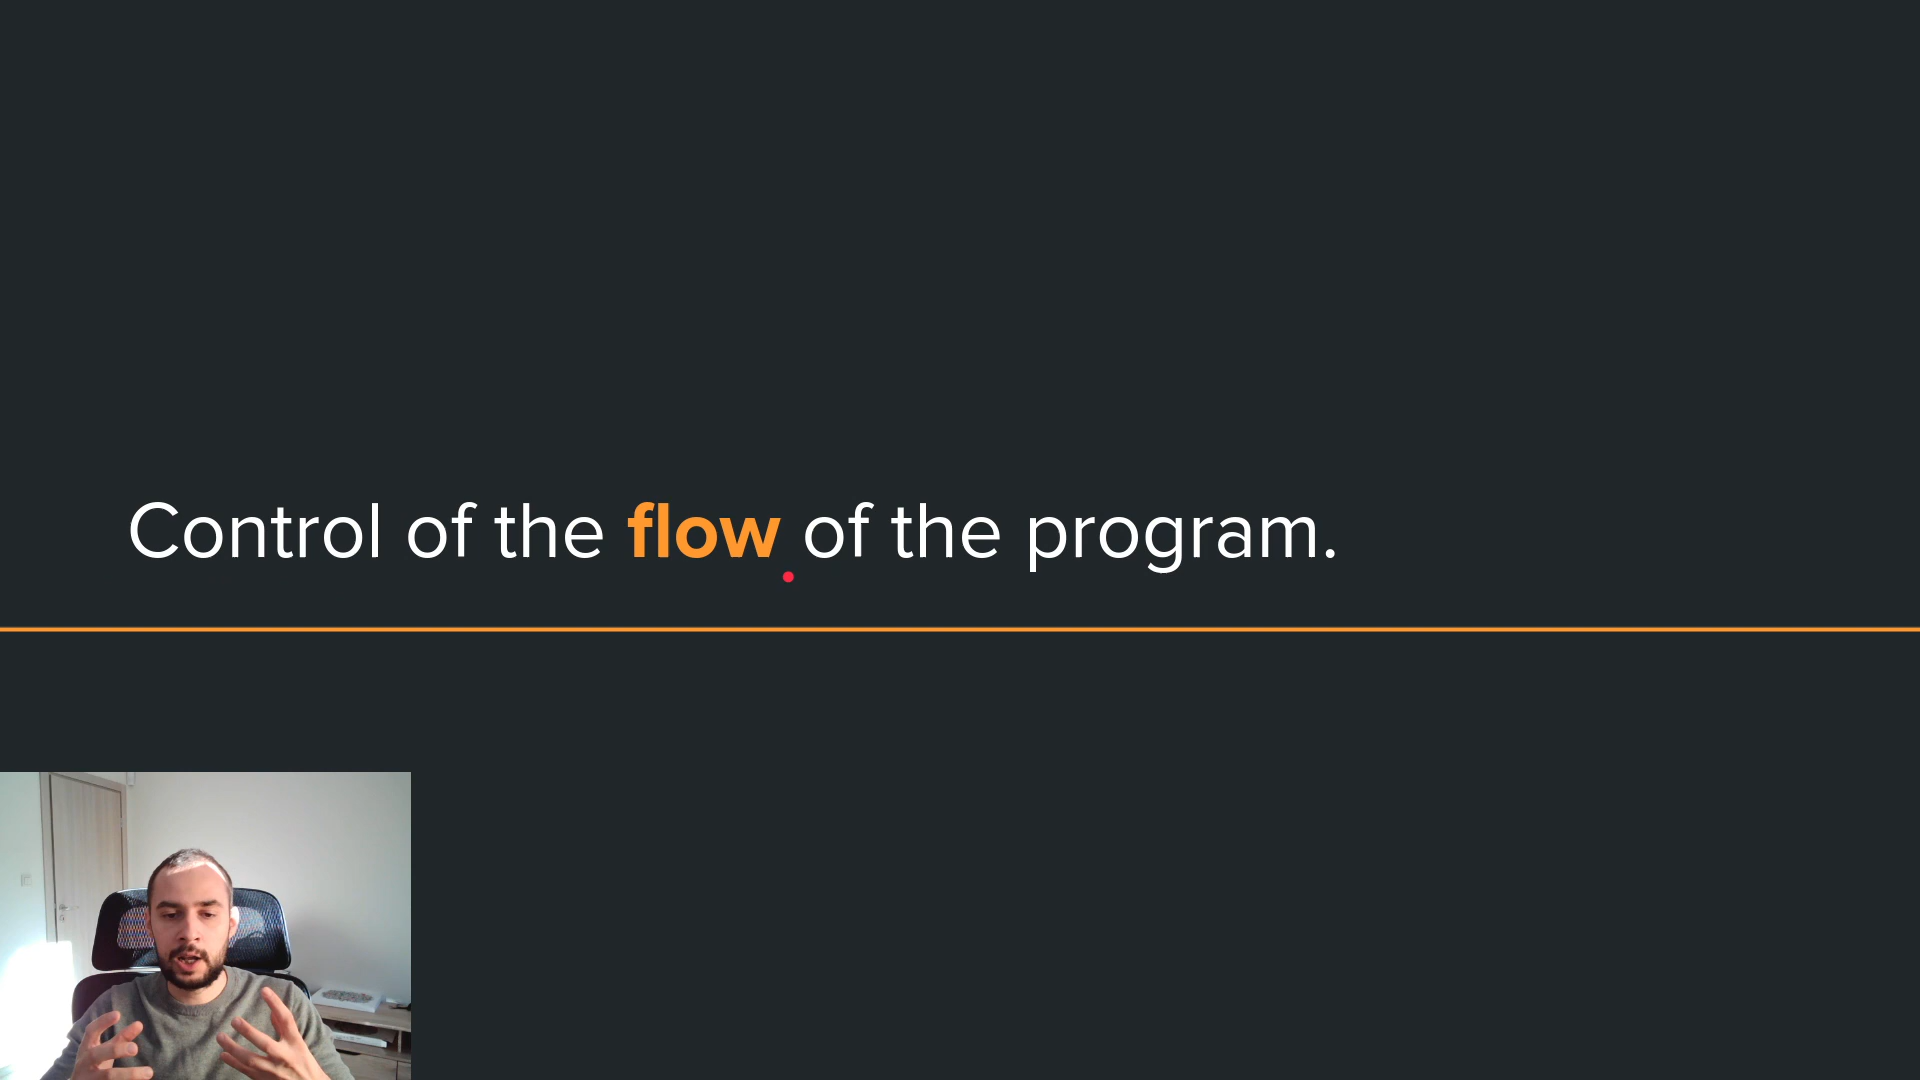 Control of the flow of the program.